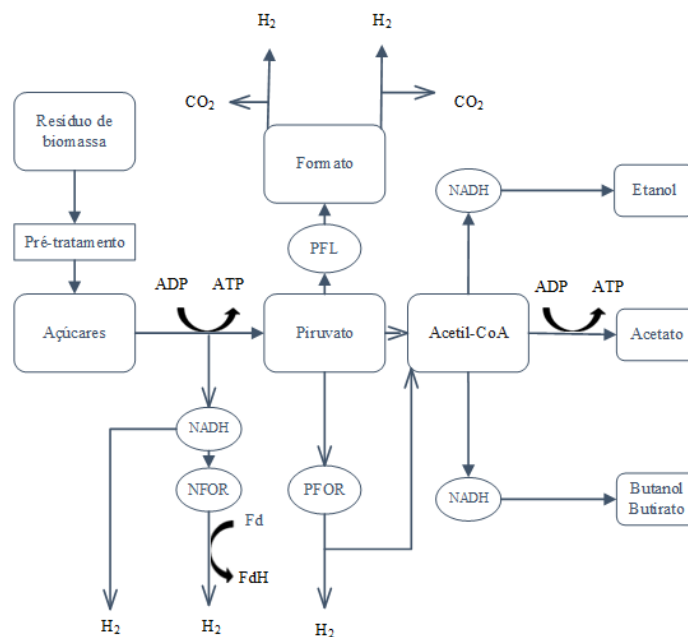 H₂
H₂
CO₂
CO₂
Resíduo de
biomassa
Formato
NADH
Etanol
Pré-tratamento
PFL
ADP
ATP
ADP
ATP
Açúcares
Piruvato
Acetil-CoA
Acetato
NADH
NFOR
PFOR
NADH
Butanol
Butirato
Fd
FdH
H₂
H₂
H₂